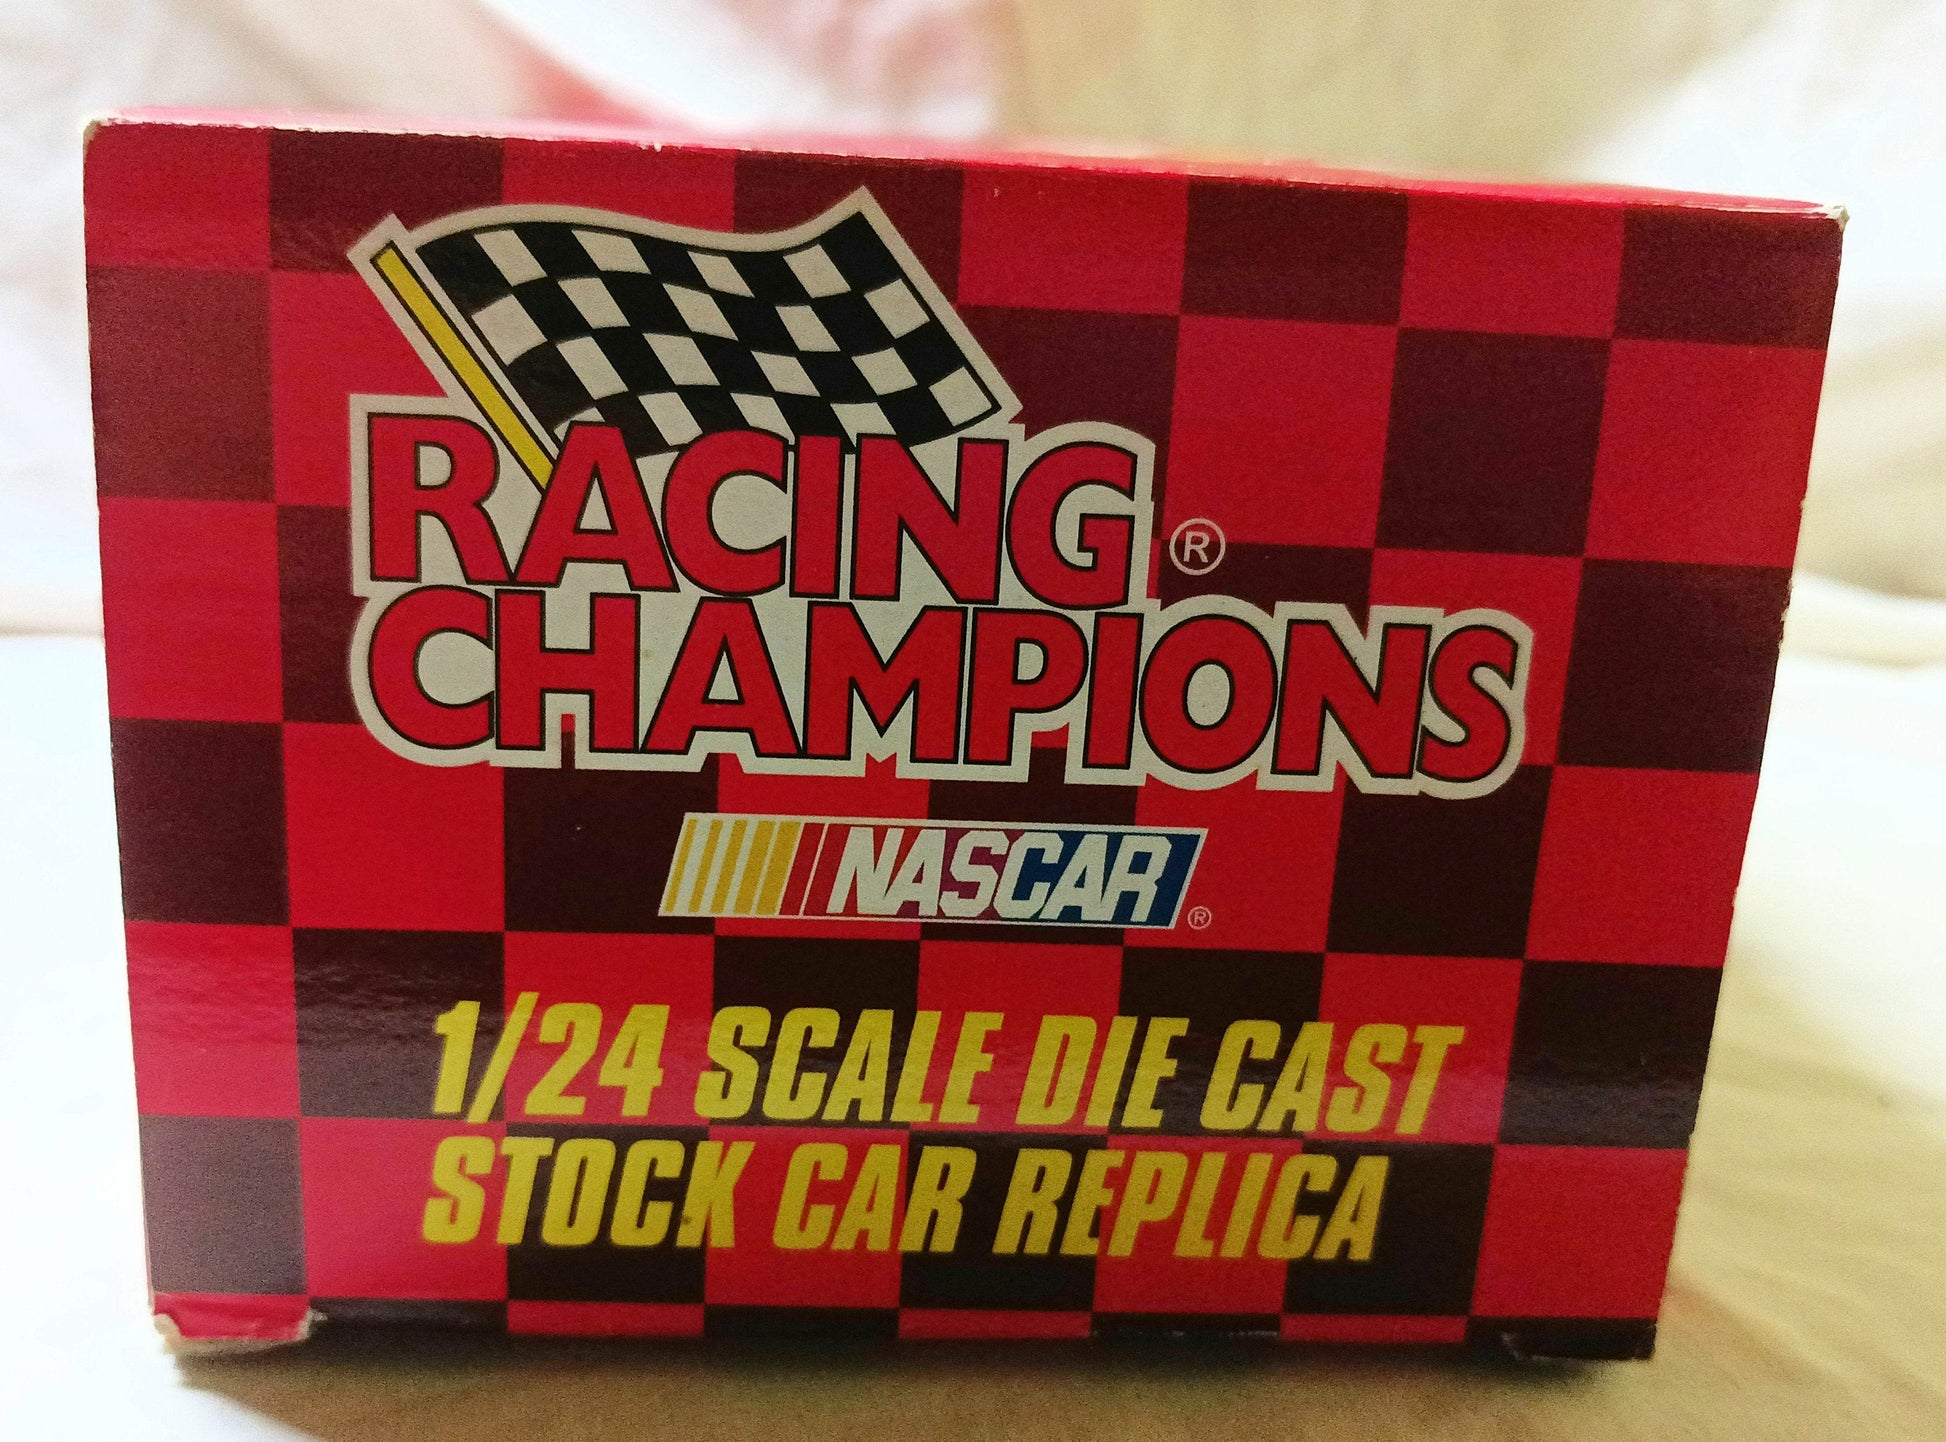 RACING ®
CHAMPIONS
NASCAR ®
1/24 SCALE DIE CAST
STOCK CAR REPLICA